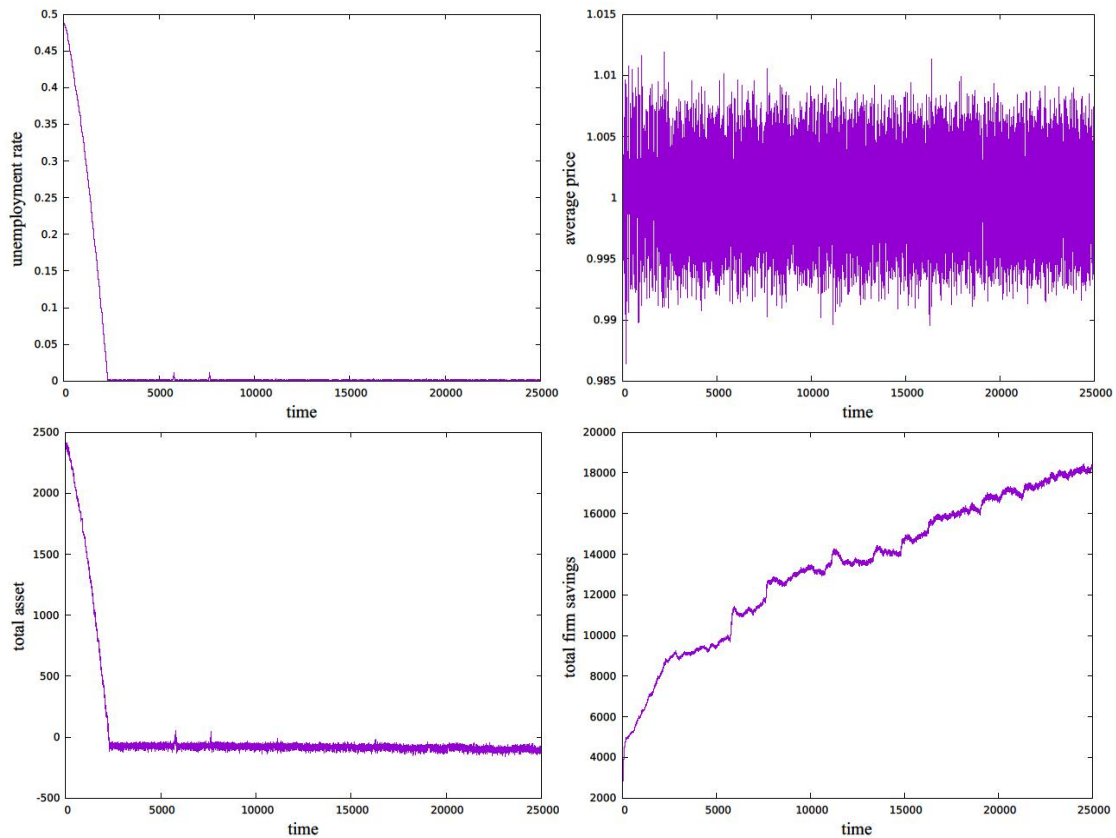 0.5
0.45
0.4
0.35
0.3
0.25
0.2
0.15
0.1
0.05
0
unemployment rate
0 5000 10000 15000 20000 25000
time
1.015
1.01
1.005
1
0.995
0.99
0.985
average price
0 5000 10000 15000 20000 25000
time
2500
2000
1500
1000
500
0
-500
total asset
0 5000 10000 15000 20000 25000
time
20000
18000
16000
14000
12000
10000
8000
6000
4000
2000
total firm savings
0 5000 10000 15000 20000 25000
time